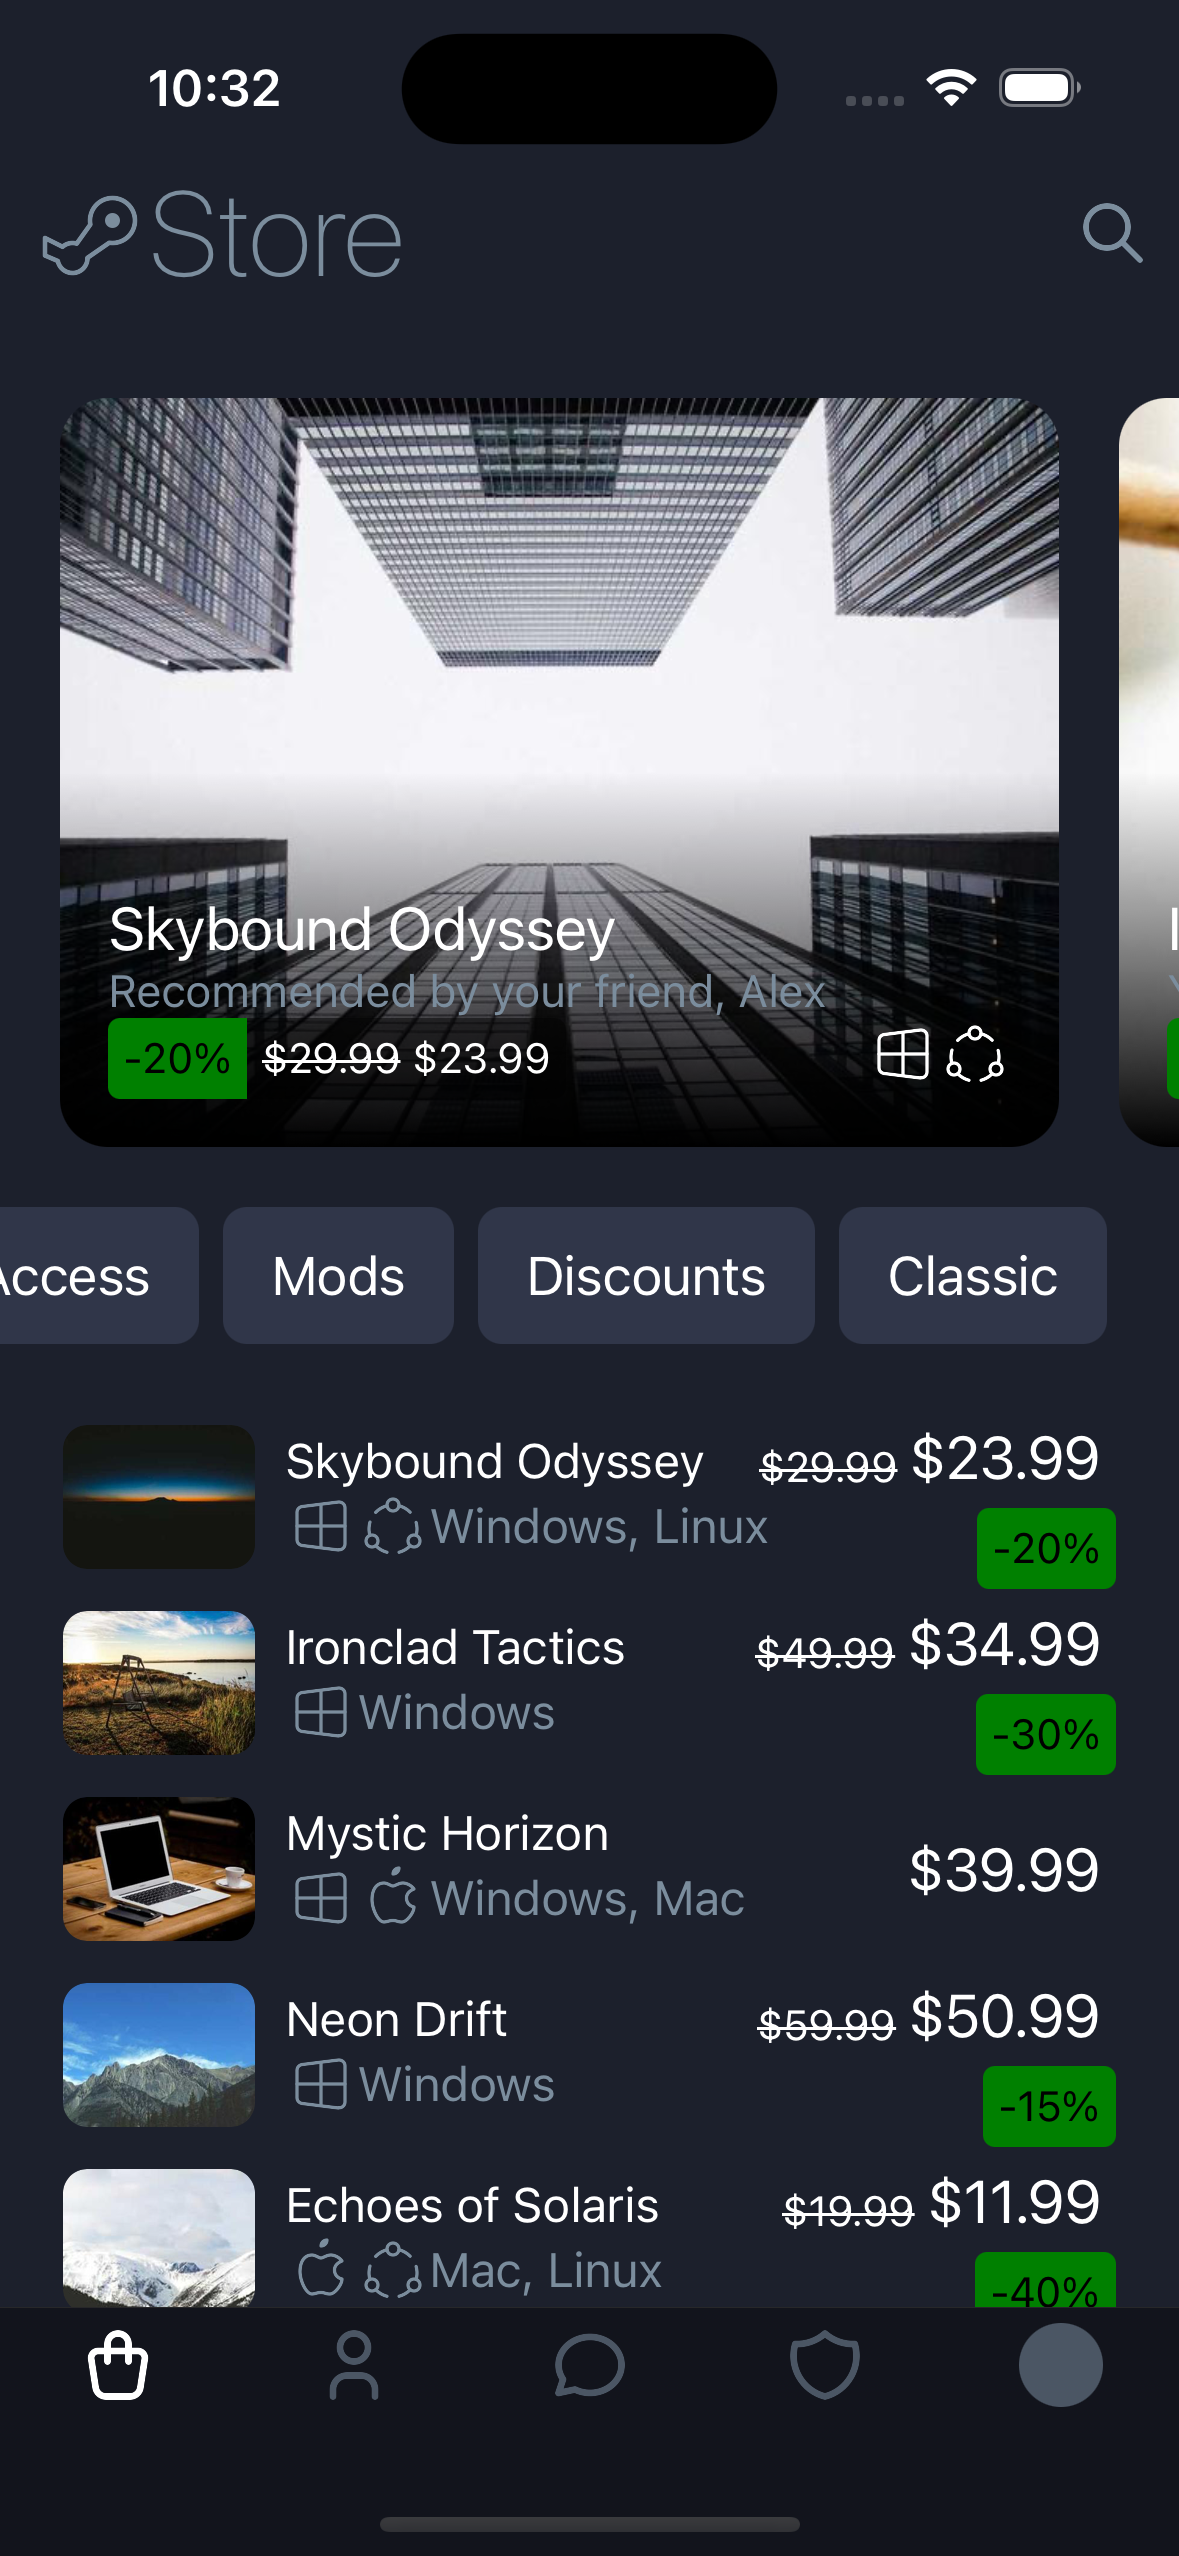 10:32
Store
Skybound Odyssey
Recommended by your friend, Alex
-20% $29.99 $23.99
Access Mods Discounts Classic
Skybound Odyssey $29.99 $23.99
Windows, Linux
-20%
Ironclad Tactics $49.99 $34.99
Windows
-30%
Mystic Horizon
$39.99
Windows, Mac
Neon Drift $59.99 $50.99
Windows
-15%
Echoes of Solaris $19.99 $11.99
Mac, Linux
-40%